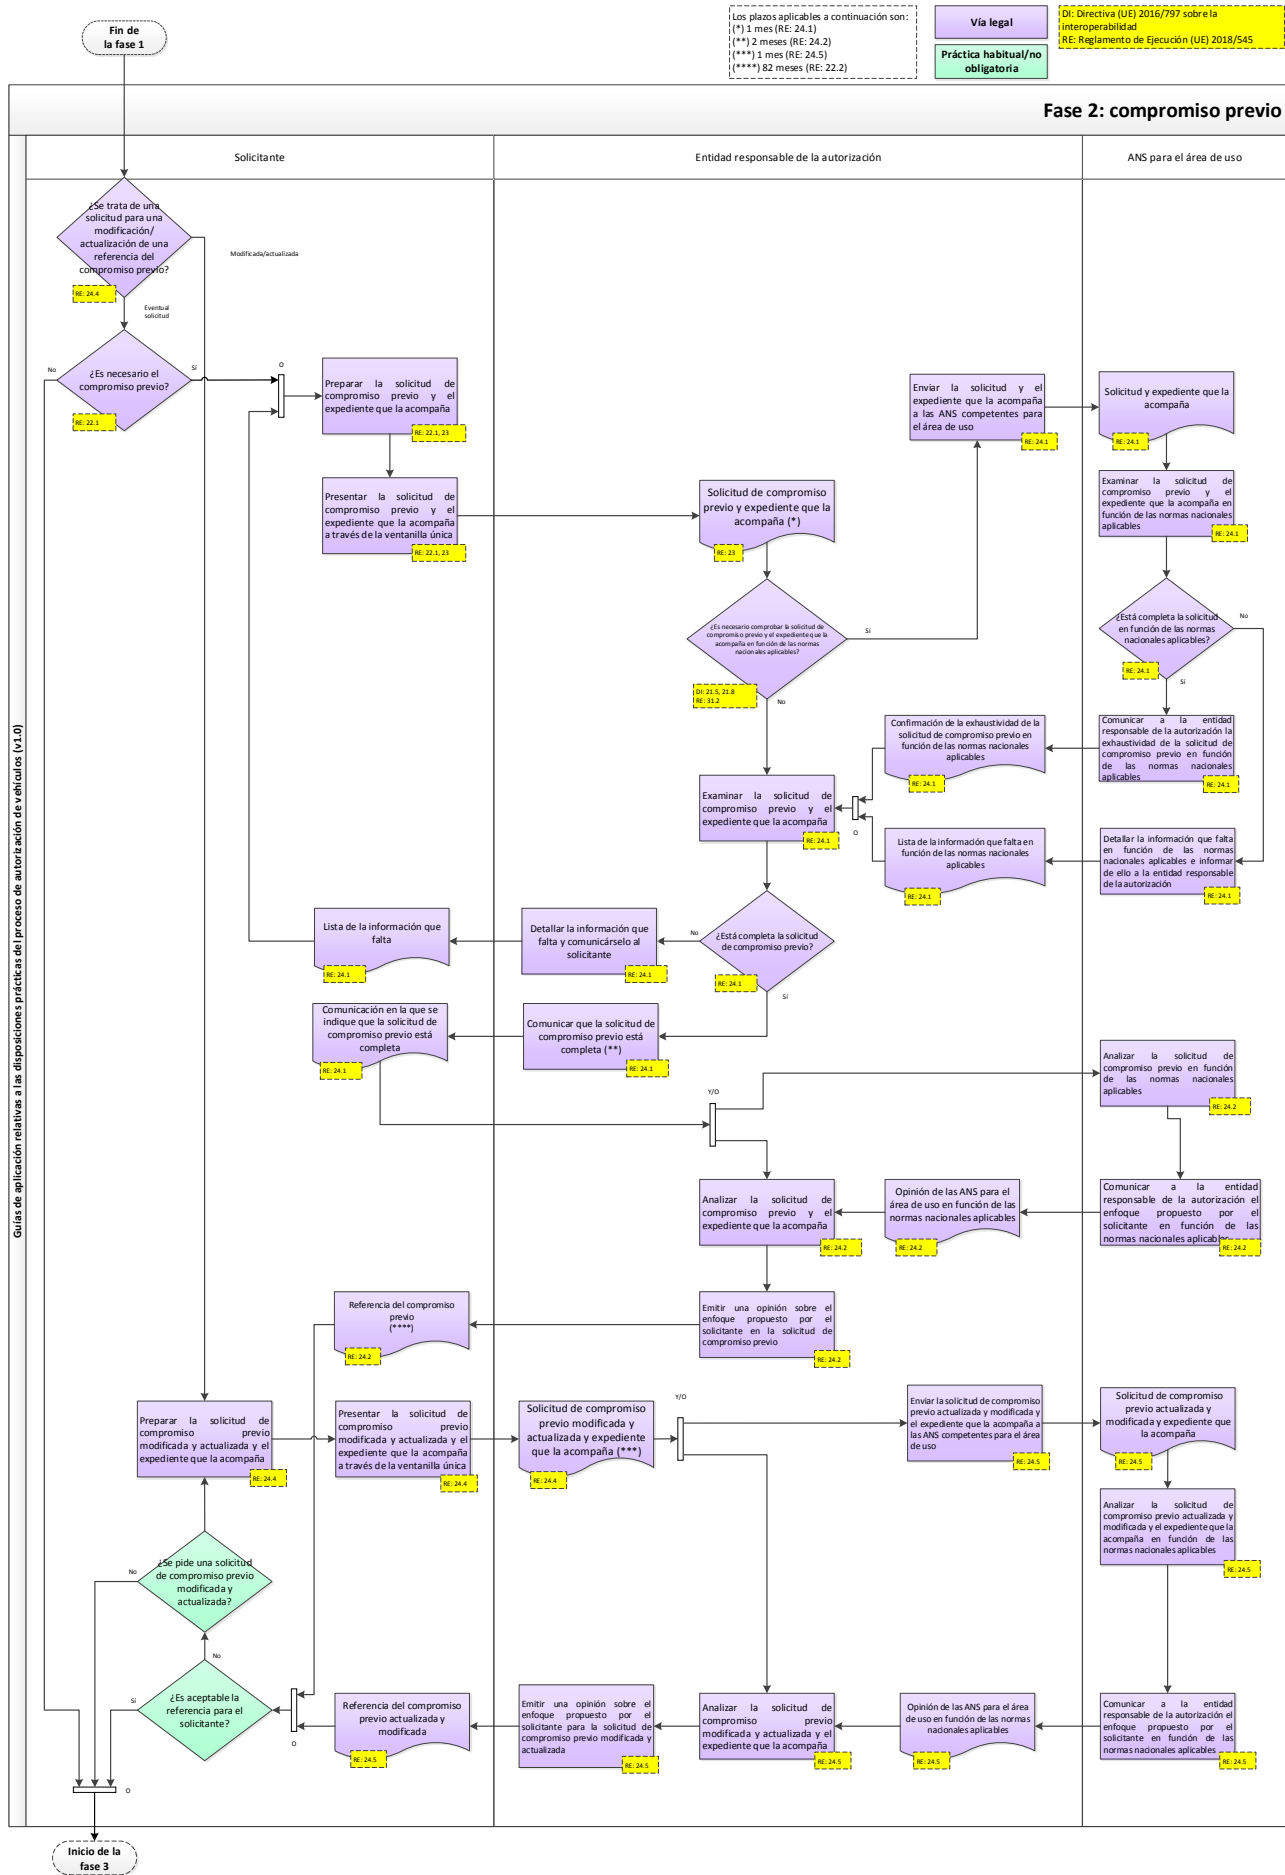 Fin de
la fase 1
Los plazos aplicables a continuación son:
(*) 1 mes (RE: 24.1)
(**) 2 meses (RE: 24.2)
(***) 1 mes (RE: 24.5)
(****) 82 meses (RE: 22.2)
Vía legal
Práctica habitual/no
obligatoria
DI: Directiva (UE) 2016/797 sobre la
interoperabilidad
RE: Reglamento de Ejecución (UE) 2018/545
Fase 2: compromiso previo
Guías de aplicación relativas a las disposiciones prácticas del proceso de autorización de vehículos (v1.0)
Solicitante
Entidad responsable de la autorización
ANS para el área de uso
¿Se trata de una
solicitud para una
modificación/
actualización de una
referencia del
compromiso previo?
RE: 24.4
Modificada/actualizada
Eventual
solicitud
¿Es necesario el
compromiso previo?
RE: 22.1
No
Sí
O
Preparar la solicitud de
compromiso previo y el
expediente que la acompaña
RE: 22.1, 23
Enviar la solicitud y el
expediente que la acompaña
a las ANS competentes para
el área de uso
RE: 24.1
Solicitud y expediente que la
acompaña
RE: 24.1
Presentar la solicitud de
compromiso previo y el
expediente que la acompaña
a través de la ventanilla única
RE: 22.1, 23
Solicitud de compromiso
previo y expediente que la
acompaña (*)
RE: 23
Examinar la solicitud de
compromiso previo y el
expediente que la acompaña en
función de las normas nacionales
aplicables
RE: 24.1
¿Es necesario comprobar la solicitud de
compromiso previo y el expediente que la
acompaña en función de las normas
nacionales aplicables?
DI: 21.5, 21.8
RE: 31.2
Sí
No
¿Está completa la solicitud
en función de las normas
nacionales aplicables?
RE: 24.1
No
Sí
Confirmación de la exhaustividad de la
solicitud de compromiso previo en
función de las normas nacionales
aplicables
RE: 24.1
Comunicar a la entidad
responsable de la autorización la
exhaustividad de la solicitud de
compromiso previo en función
de las normas nacionales
aplicables
RE: 24.1
Examinar la solicitud de
compromiso previo y el
expediente que la acompaña
RE: 24.1
O
Lista de la información que falta en
función de las normas nacionales
aplicables
RE: 24.1
Detallar la información que falta
en función de las normas
nacionales aplicables e informar
de ello a la entidad responsable
de la autorización
RE: 24.1
Lista de la información que
falta
RE: 24.1
Detallar la información que
falta y comunicárselo al
solicitante
RE: 24.1
No
¿Está completa la solicitud
de compromiso previo?
RE: 24.1
Sí
Comunicación en la que se
indique que la solicitud de
compromiso previo está
completa
RE: 24.1
Comunicar que la solicitud de
compromiso previo está
completa (**)
RE: 24.1
Y/O
Analizar la solicitud de
compromiso previo en función
de las normas nacionales
aplicables
RE: 24.2
Analizar la solicitud de
compromiso previo y el
expediente que la acompaña
RE: 24.2
Opinión de las ANS para el
área de uso en función de las
normas nacionales aplicables
RE: 24.2
Comunicar a la entidad
responsable de la autorización el
enfoque propuesto por el
solicitante en función de las
normas nacionales aplicables
RE: 24.2
Referencia del compromiso
previo
(****)
RE: 24.2
Emitir una opinión sobre el
enfoque propuesto por el
solicitante en la solicitud de
compromiso previo
RE: 24.2
Preparar la solicitud de
compromiso previo
modificada y actualizada y el
expediente que la acompaña
RE: 24.4
Presentar la solicitud de
compromiso previo
modificada y actualizada y el
expediente que la acompaña
a través de la ventanilla única
RE: 24.4
Solicitud de compromiso
previo modificada y
actualizada y expediente
que la acompaña (***)
RE: 24.4
Y/O
Enviar la solicitud de compromiso
previo actualizada y modificada y
el expediente que la acompaña a
las ANS competentes para el área
de uso
RE: 24.5
Solicitud de compromiso
previo actualizada y
modificada y expediente que
la acompaña
RE: 24.5
Analizar la solicitud de
compromiso previo actualizada y
modificada y el expediente que la
acompaña en función de las
normas nacionales aplicables
RE: 24.5
No
¿Se pide una solicitud
de compromiso previo
modificada y
actualizada?
No
Sí
¿Es aceptable la
referencia para el
solicitante?
O
Referencia del compromiso
previo actualizada y
modificada
RE: 24.5
Emitir una opinión sobre el
enfoque propuesto por el
solicitante para la solicitud de
compromiso previo modificada y
actualizada
RE: 24.5
Analizar la solicitud de
compromiso previo
modificada y actualizada y el
expediente que la acompaña
RE: 24.5
Opinión de las ANS para el área
de uso en función de las normas
nacionales aplicables
RE: 24.5
Comunicar a la entidad
responsable de la autorización el
enfoque propuesto por el
solicitante en función de las
normas nacionales aplicables
RE: 24.5
O
Inicio de la
fase 3